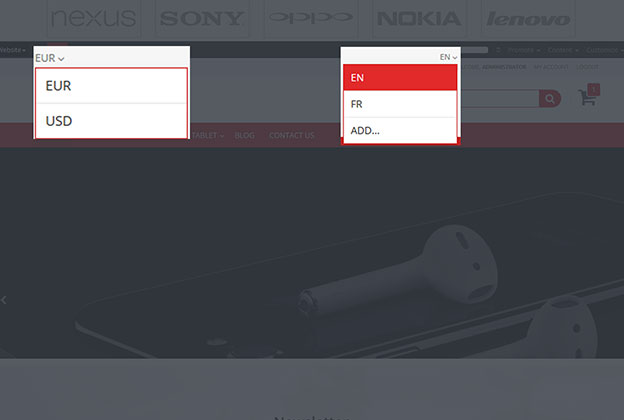 nexus SONY oppo NOKIA lenovo
Website
Promote Content Customize
EUR
EUR
USD
EN
EN
FR
ADD...
ADMINISTRATOR MY ACCOUNT LOGOUT
1
TABLET BLOG CONTACT US
Newsletter